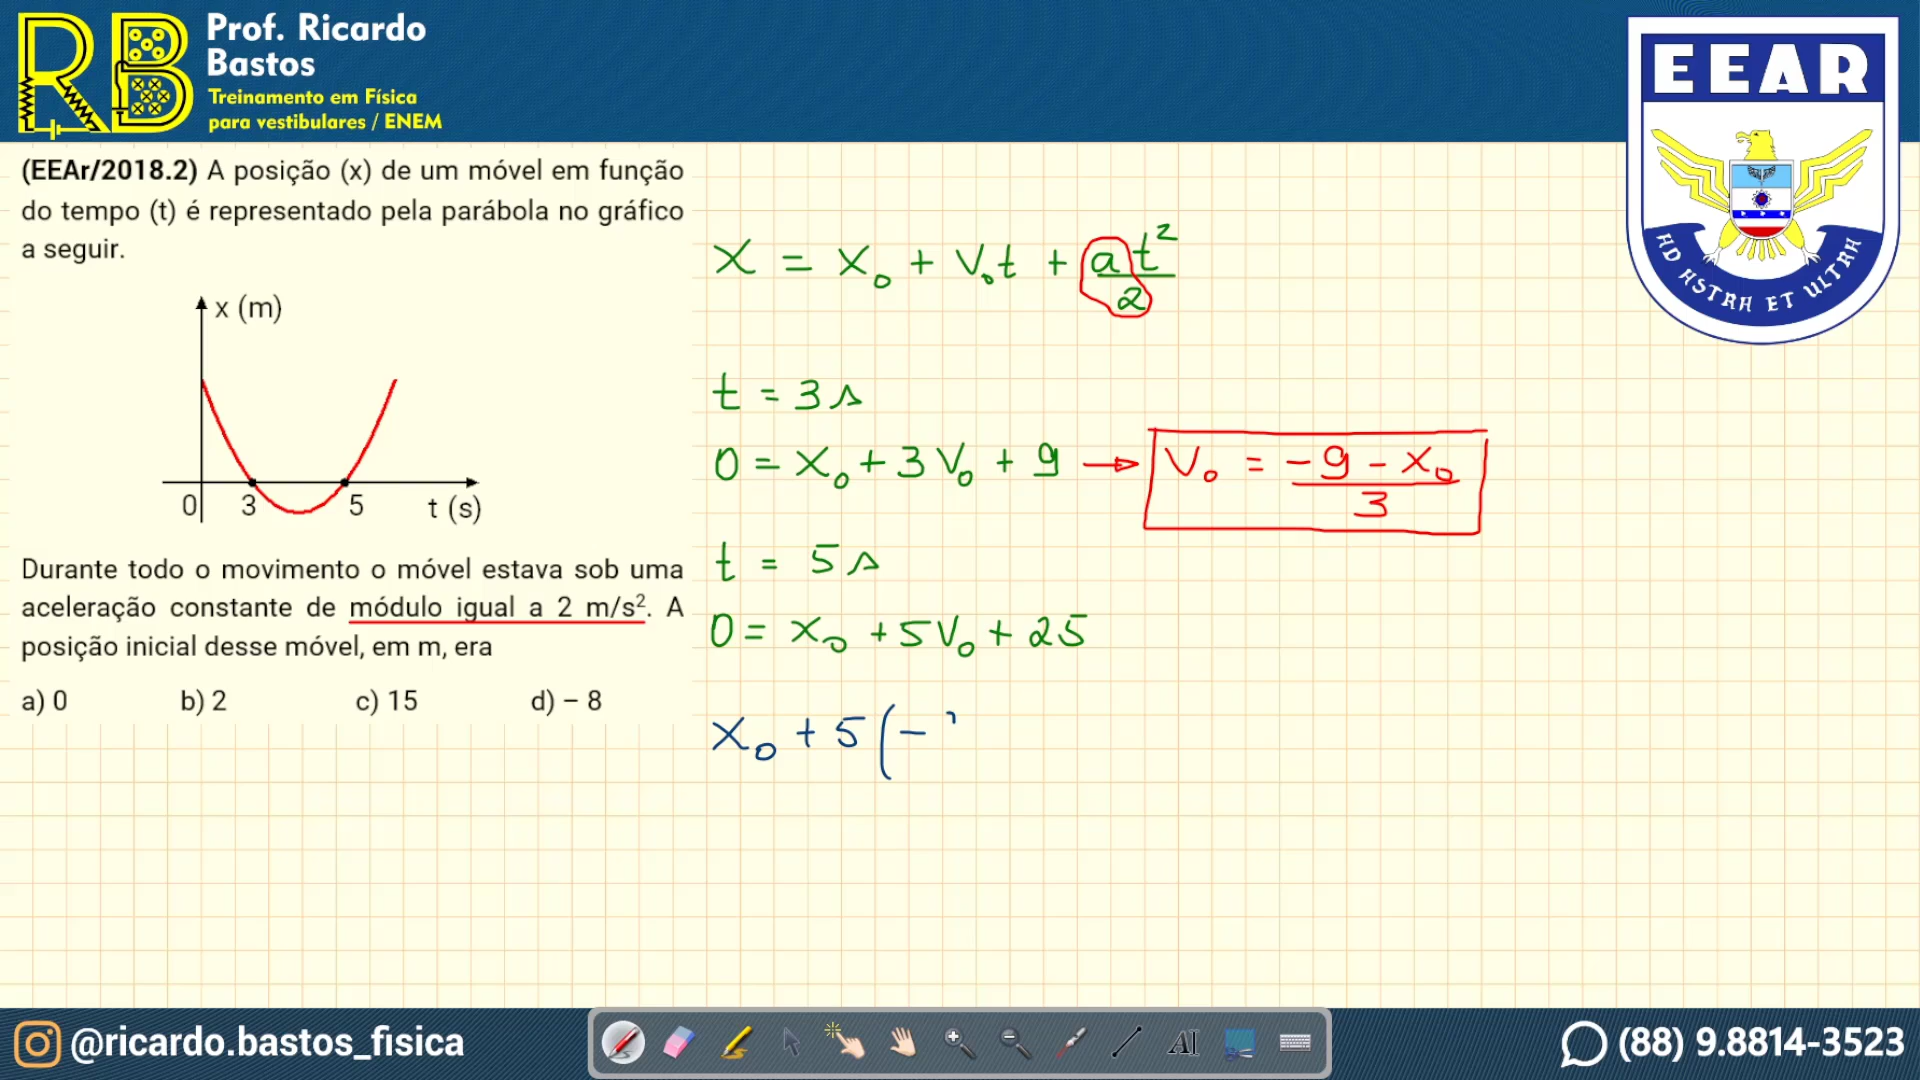 RB
Prof. Ricardo
Bastos
Treinamento em Física
para vestibulares / ENEM
EEAR
AD ASTRA ET ULTRA
(EEAr/2018.2) A posição (x) de um móvel em função
do tempo (t) é representado pela parábola no gráfico
a seguir.
x (m)
0 3 5 t (s)
Durante todo o movimento o móvel estava sob uma
aceleração constante de módulo igual a 2 m/s². A
posição inicial desse móvel, em m, era
a) 0 b) 2 c) 15 d) – 8
X = X₀ + V₀t + at²/2
t = 3s
0 = X₀ + 3V₀ + 9 → V₀ = (-9 - X₀)/3
t = 5s
0 = X₀ + 5V₀ + 25
X₀ + 5 (-
@ricardo.bastos_fisica
AI
(88) 9.8814-3523